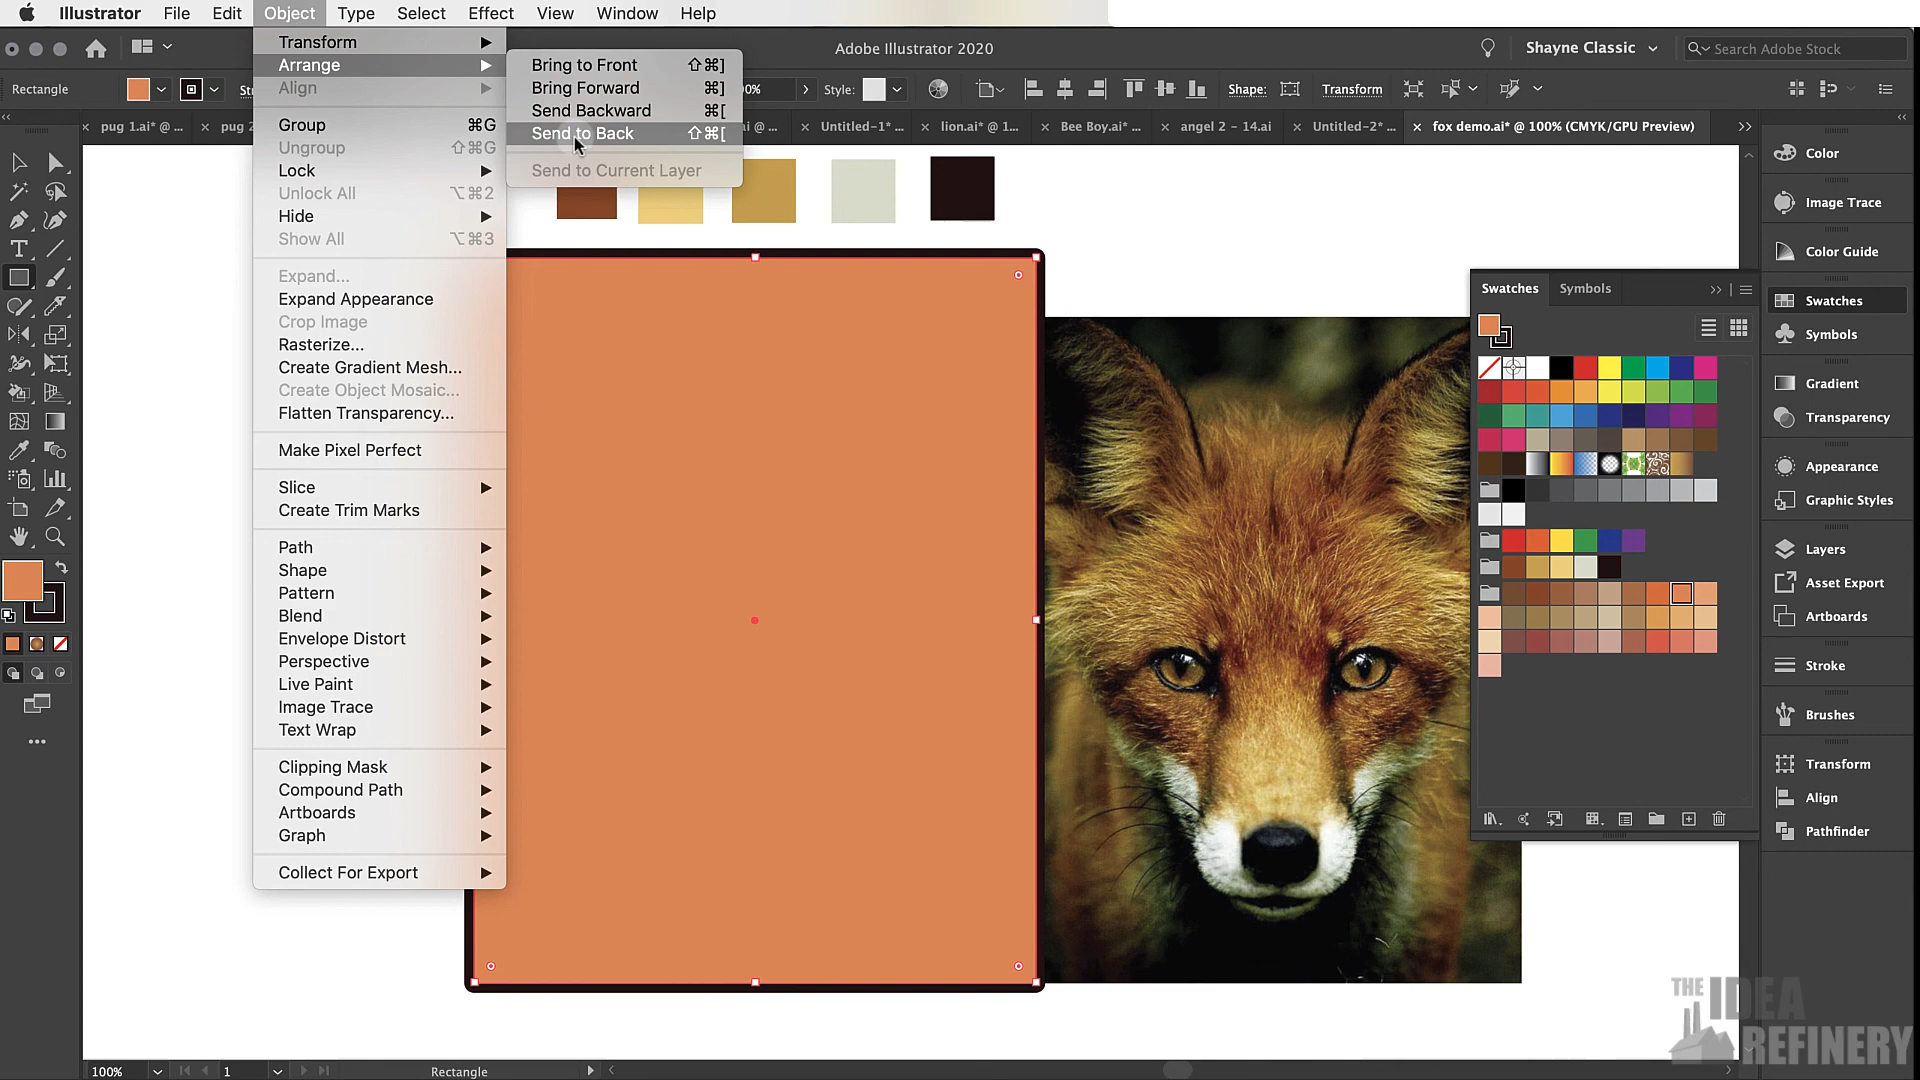 Illustrator File Edit Object Type Select Effect View Window Help
Adobe Illustrator 2020
Shayne Classic
Search Adobe Stock
Rectangle
Style:
Shape:
Transform
pug 1.ai* @ ...
pug 2
ai @ ...
Untitled-1* ...
lion.ai* @ 1...
Bee Boy.ai* ...
angel 2 - 14.ai
Untitled-2* ...
fox demo.ai* @ 100% (CMYK/GPU Preview)
Transform
Arrange
Align
Group ⌘G
Ungroup ⇧⌘G
Lock
Unlock All ⌥⌘2
Hide
Show All ⌥⌘3
Expand...
Expand Appearance
Crop Image
Rasterize...
Create Gradient Mesh...
Create Object Mosaic...
Flatten Transparency...
Make Pixel Perfect
Slice
Create Trim Marks
Path
Shape
Pattern
Blend
Envelope Distort
Perspective
Live Paint
Image Trace
Text Wrap
Clipping Mask
Compound Path
Artboards
Graph
Collect For Export
Bring to Front ⇧⌘]
Bring Forward ⌘]
Send Backward ⌘[
Send to Back ⇧⌘[
Send to Current Layer
Swatches Symbols
Color
Image Trace
Color Guide
Swatches
Symbols
Gradient
Transparency
Appearance
Graphic Styles
Layers
Asset Export
Artboards
Stroke
Brushes
Transform
Align
Pathfinder
THE IDEA
REFINERY
100%
1
Rectangle